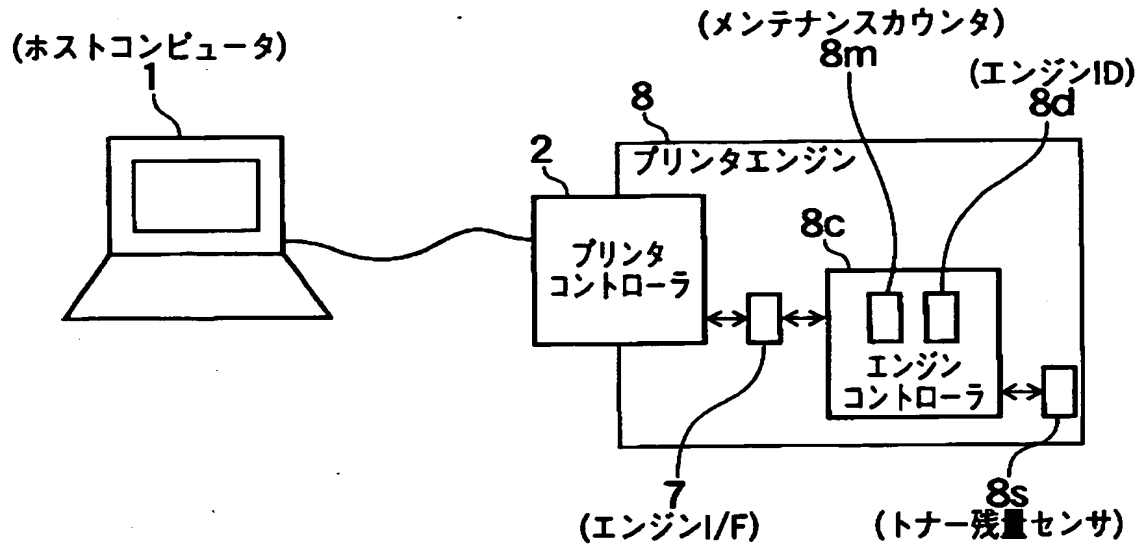 (メンテナンスカウンタ)
8m
(ホストコンピュータ)
1
(エンジンID)
8d
8
プリンタエンジン
2
8c
プリンタ
コントローラ
エンジン
コントローラ
7
(エンジンI/F)
8s
(トナー残量センサ)